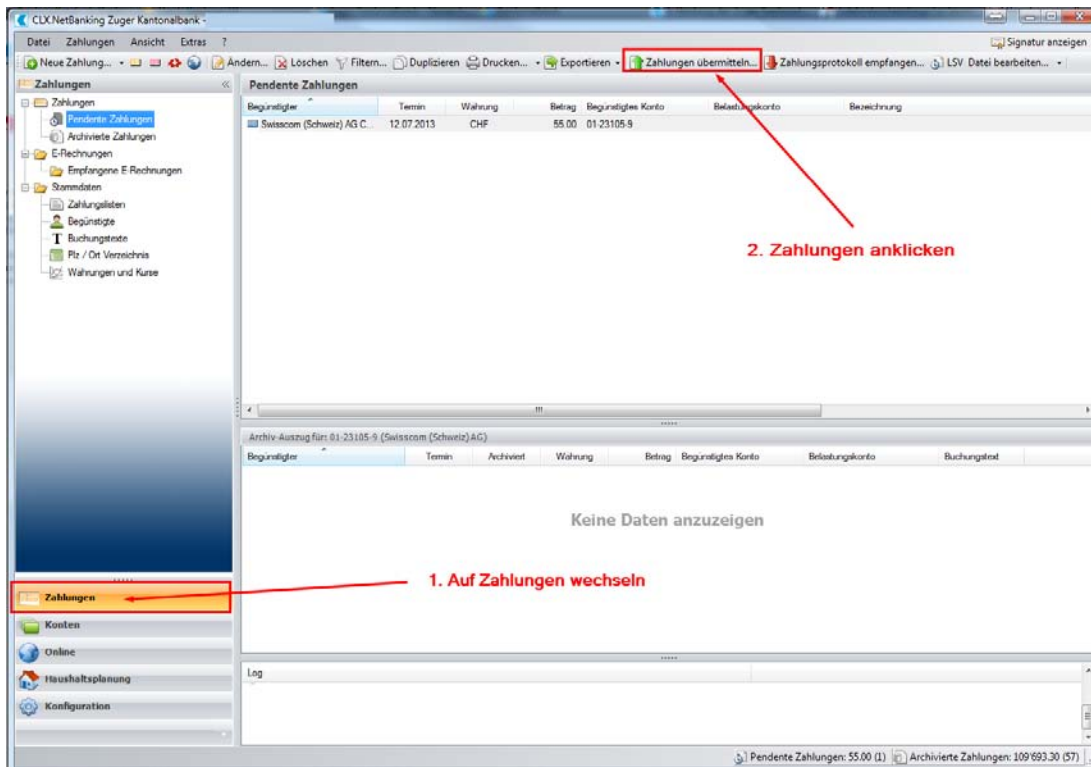 CLX.NetBanking Zuger Kantonalbank -
Datei Zahlungen Ansicht Extras ?
Signatur anzeigen
Neue Zahlung... Ändern... Löschen Filtern... Duplizieren Drucken... Exportieren Zahlungen übermitteln... Zahlungsprotokoll empfangen... LSV Datei bearbeiten...
Zahlungen
Zahlungen
Pendente Zahlungen
Archivierte Zahlungen
E-Rechnungen
Empfangene E-Rechnungen
Stammdaten
Zahlungslisten
Begünstigte
Buchungstexte
Plz / Ort Verzeichnis
Währungen und Kurse
Pendente Zahlungen
Begünstigter Termin Währung Betrag Begünstigtes Konto Belastungskonto Bezeichnung
Swisscom (Schweiz) AG C... 12.07.2013 CHF 55.00 01-23105-9
2. Zahlungen anklicken
Archiv-Auszug für: 01-23105-9 (Swisscom (Schweiz) AG)
Begünstigter Termin Archiviert Währung Betrag Begünstigtes Konto Belastungskonto Buchungstext
Keine Daten anzuzeigen
1. Auf Zahlungen wechseln
Zahlungen
Konten
Online
Haushaltsplanung
Konfiguration
Log
Pendente Zahlungen: 55.00 (1) Archivierte Zahlungen: 109'693.30 (57)